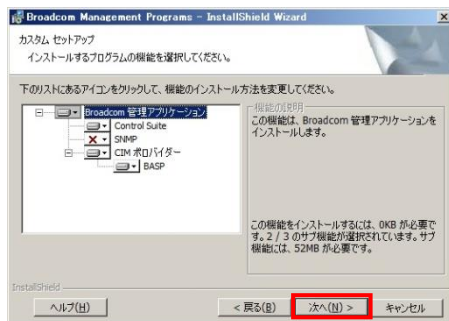 Broadcom Management Programs - InstallShield Wizard
カスタム セットアップ
インストールするプログラムの機能を選択してください。
下のリストにあるアイコンをクリックして、機能のインストール方法を変更してください。
Broadcom 管理アプリケーション
Control Suite
SNMP
CIM ポロバイダー
BASP
機能の説明
この機能は、Broadcom 管理アプリケーションを
インストールします。
この機能をインストールするには、0KB が必要で
す。2 / 3 のサブ機能が選択されています。サブ
機能には、52MB が必要です。
InstallShield
ヘルプ(H)
< 戻る(B)
次へ(N) >
キャンセル